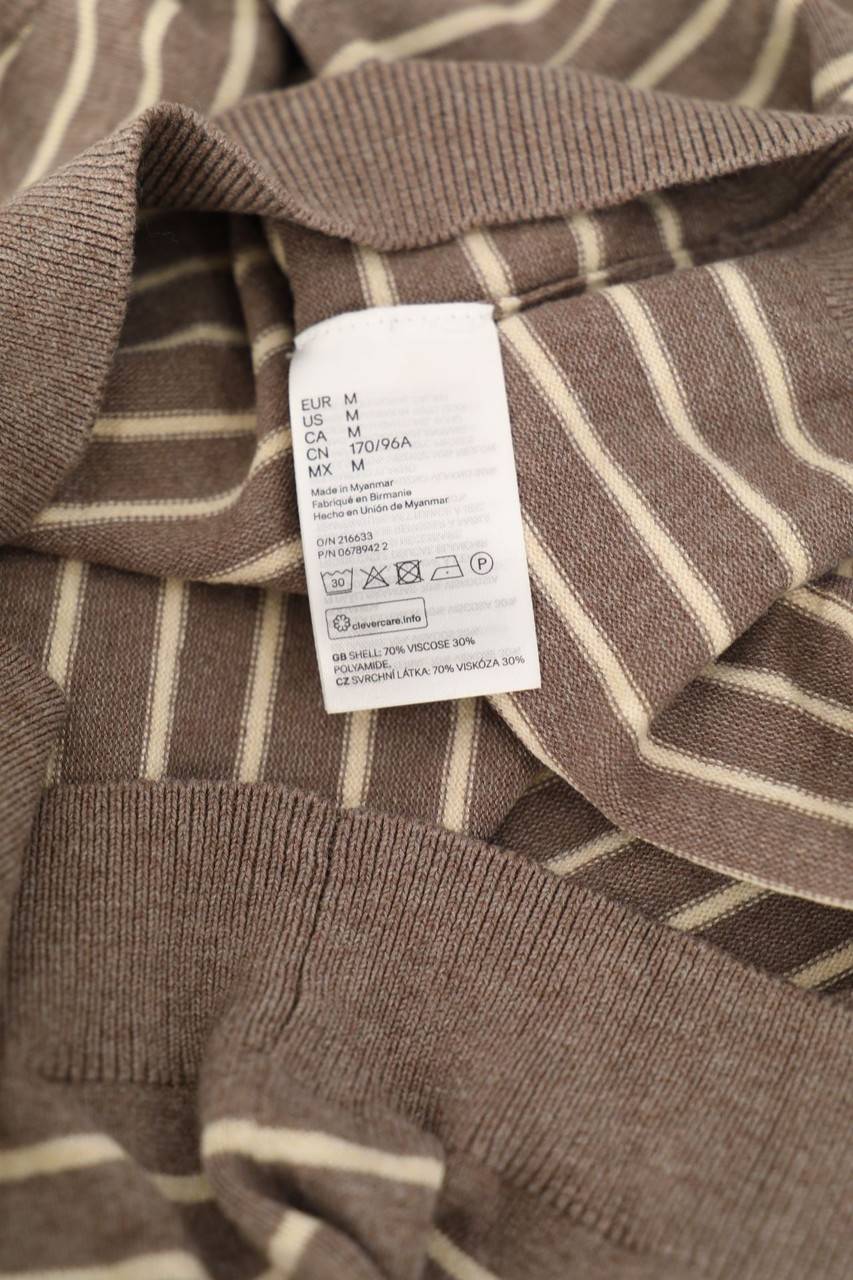 EUR M
US M
CA M
CN 170/96A
MX M
Made in Myanmar
Fabriqué en Birmanie
Hecho en Unión de Myanmar
O/N 216633
P/N 0678942 2
30 P
clevercare.info
GB SHELL: 70% VISCOSE 30%
POLYAMIDE.
CZ SVRCHNÍ LÁTKA: 70% VISKÓZA 30%